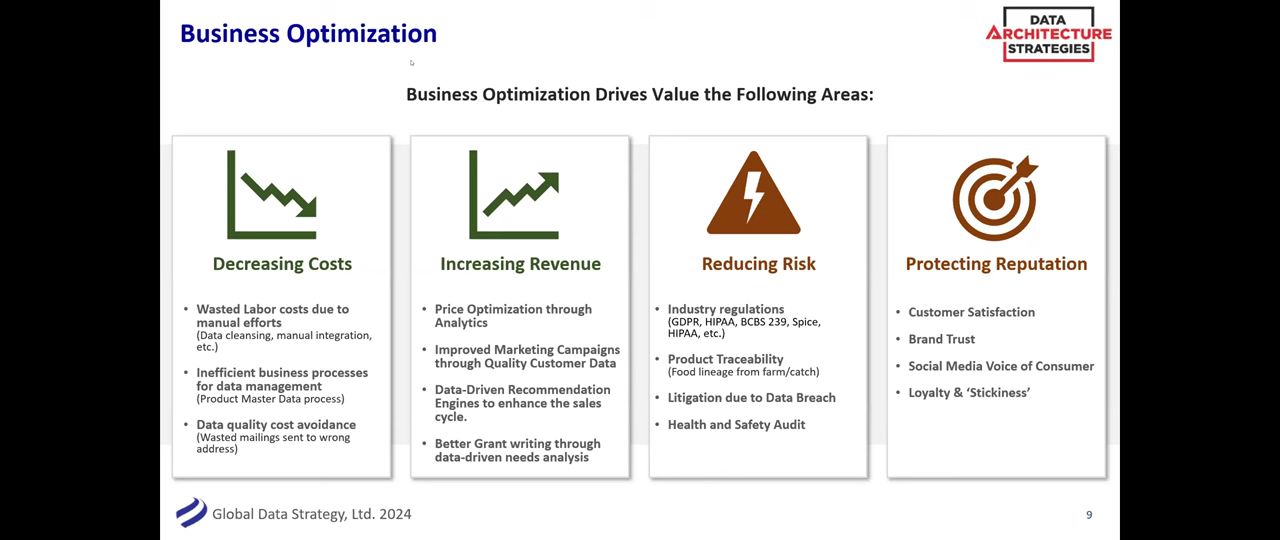 Business Optimization
DATA
ARCHITECTURE
STRATEGIES
Business Optimization Drives Value the Following Areas:
Decreasing Costs
• Wasted Labor costs due to
manual efforts
(Data cleansing, manual integration,
etc.)
• Inefficient business processes
for data management
(Product Master Data process)
• Data quality cost avoidance
(Wasted mailings sent to wrong
address)
Increasing Revenue
• Price Optimization through
Analytics
• Improved Marketing Campaigns
through Quality Customer Data
• Data-Driven Recommendation
Engines to enhance the sales
cycle.
• Better Grant writing through
data-driven needs analysis
Reducing Risk
• Industry regulations
(GDPR, HIPAA, BCBS 239, Spice,
HIPAA, etc.)
• Product Traceability
(Food lineage from farm/catch)
• Litigation due to Data Breach
• Health and Safety Audit
Protecting Reputation
• Customer Satisfaction
• Brand Trust
• Social Media Voice of Consumer
• Loyalty & ‘Stickiness’
Global Data Strategy, Ltd. 2024
9